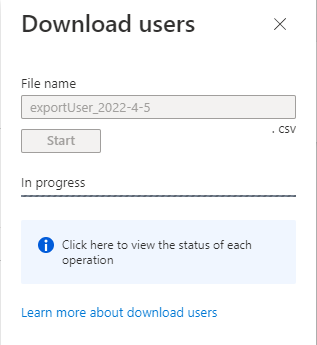 Download users
File name
exportUser_2022-4-5
. csv
Start
In progress
Click here to view the status of each
operation
Learn more about download users